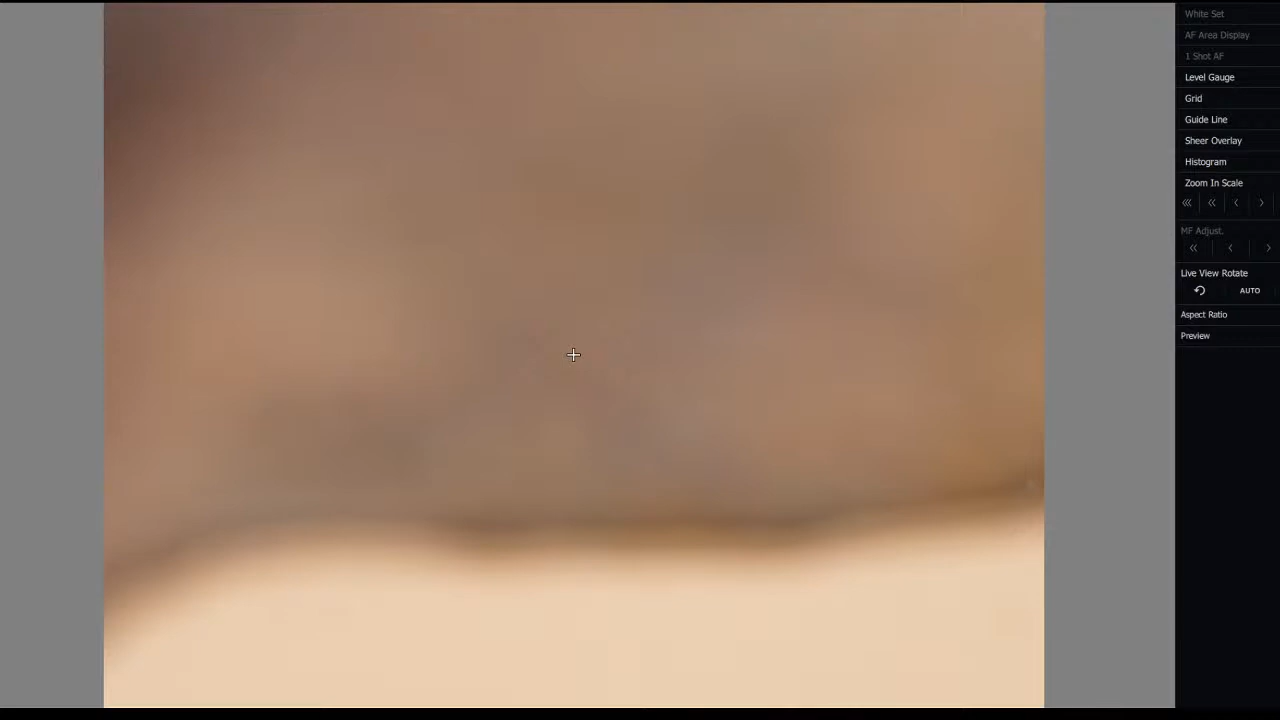 White Set
AF Area Display
1 Shot AF
Level Gauge
Grid
Guide Line
Sheer Overlay
Histogram
Zoom In Scale
MF Adjust.
Live View Rotate
AUTO
Aspect Ratio
Preview